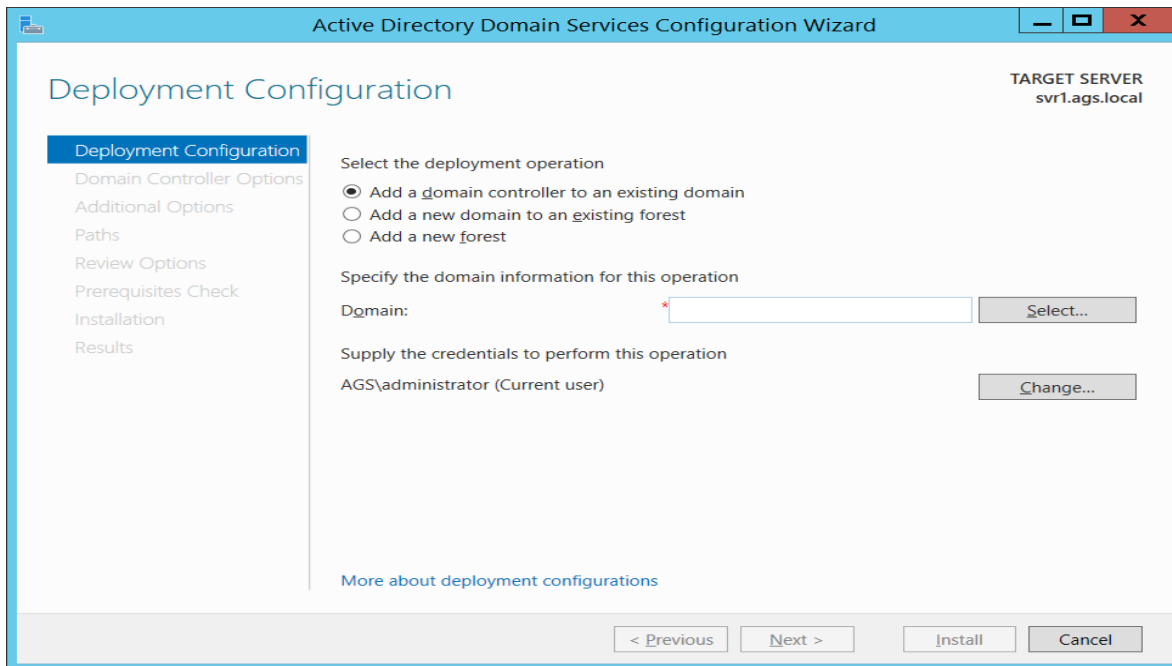 Active Directory Domain Services Configuration Wizard
Deployment Configuration
TARGET SERVER
svr1.ags.local
Deployment Configuration
Domain Controller Options
Additional Options
Paths
Review Options
Prerequisites Check
Installation
Results
Select the deployment operation
Add a domain controller to an existing domain
Add a new domain to an existing forest
Add a new forest
Specify the domain information for this operation
Domain: *
Select...
Supply the credentials to perform this operation
AGS\administrator (Current user)
Change...
More about deployment configurations
< Previous
Next >
Install
Cancel